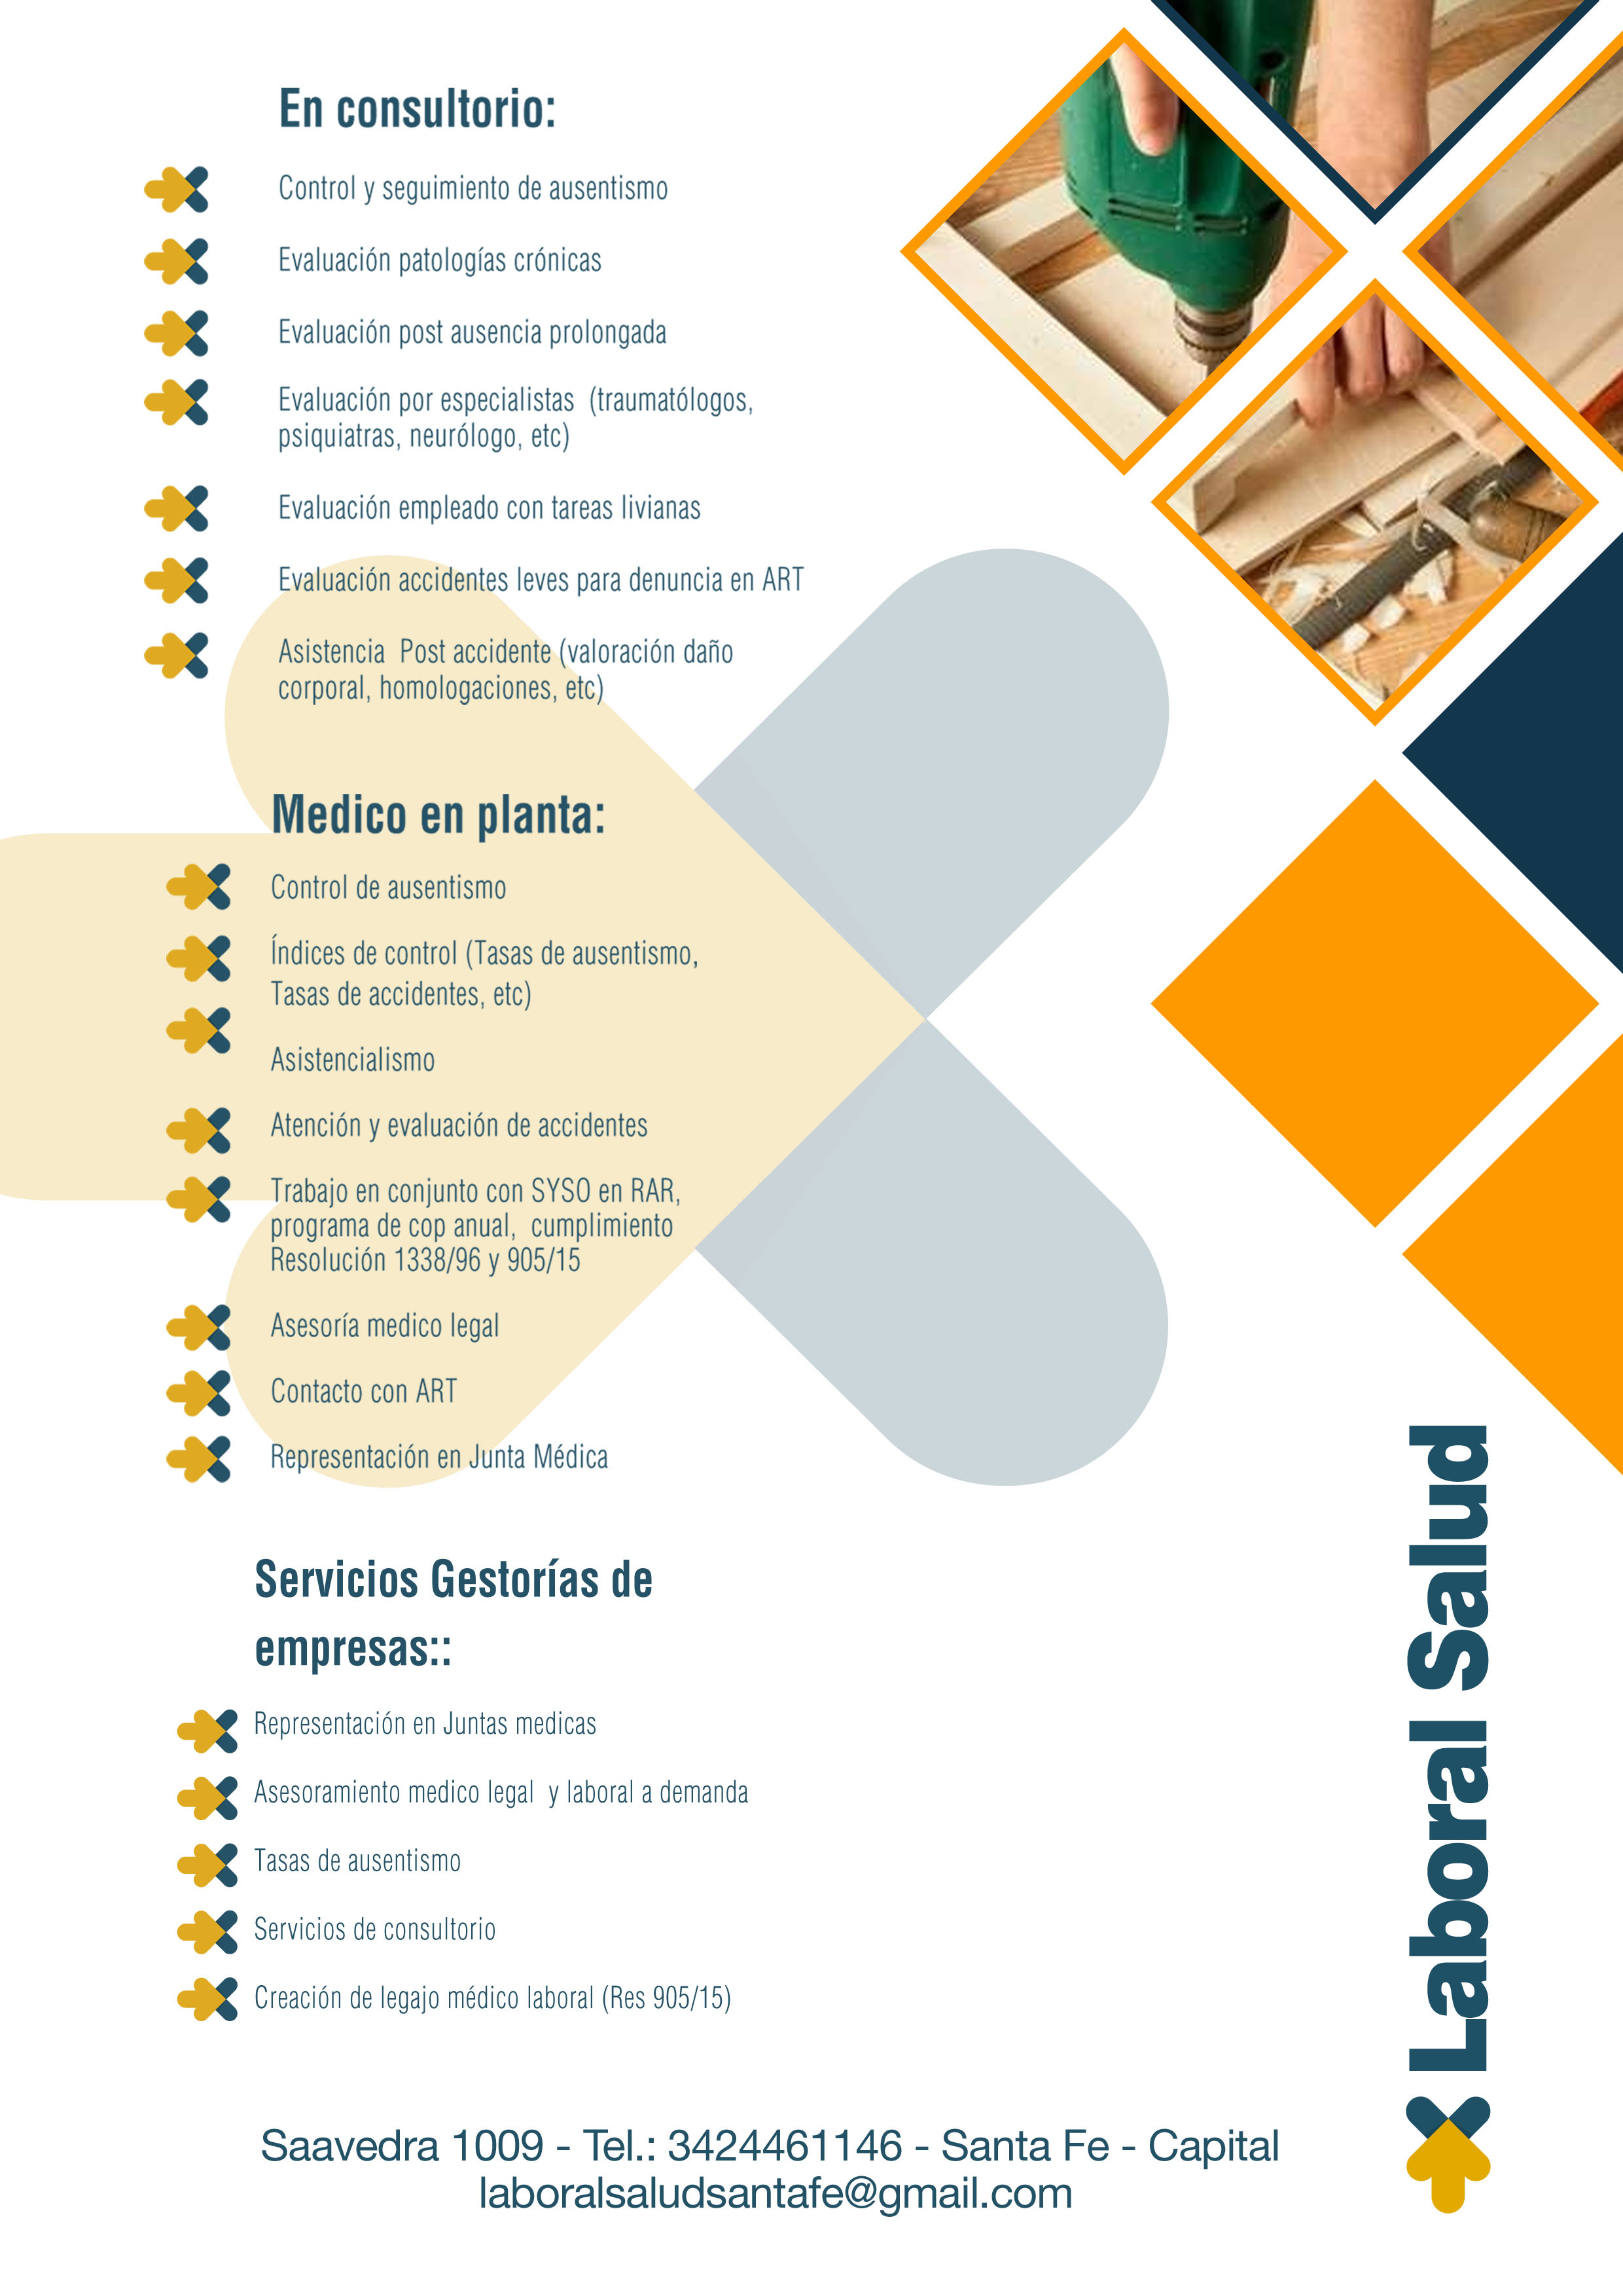 En consultorio:
Control y seguimiento de ausentismo
Evaluación patologías crónicas
Evaluación post ausencia prolongada
Evaluación por especialistas (traumatólogos,
psiquiatras, neurólogo, etc)
Evaluación empleado con tareas livianas
Evaluación accidentes leves para denuncia en ART
Asistencia Post accidente (valoración daño
corporal, homologaciones, etc)
Medico en planta:
Control de ausentismo
Índices de control (Tasas de ausentismo,
Tasas de accidentes, etc)
Asistencialismo
Atención y evaluación de accidentes
Trabajo en conjunto con SYSO en RAR,
programa de cop anual, cumplimiento
Resolución 1338/96 y 905/15
Asesoría medico legal
Contacto con ART
Representación en Junta Médica
Servicios Gestorías de
empresas::
Representación en Juntas medicas
Asesoramiento medico legal y laboral a demanda
Tasas de ausentismo
Servicios de consultorio
Creación de legajo médico laboral (Res 905/15)
Laboral Salud
Saavedra 1009 - Tel.: 3424461146 - Santa Fe - Capital
laboralsaludsantafe@gmail.com